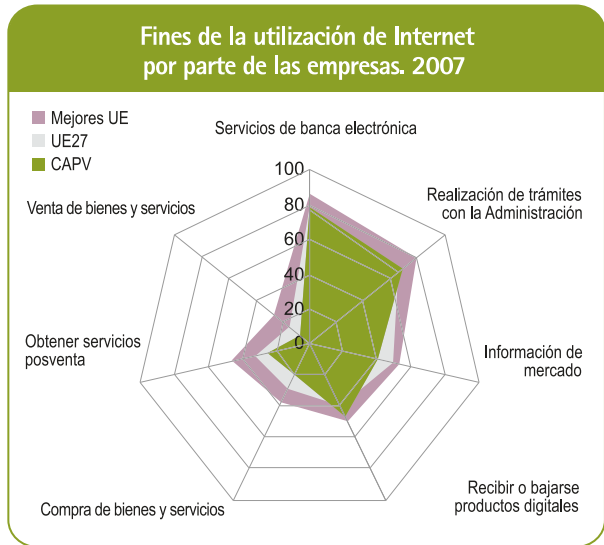 Fines de la utilización de Internet
por parte de las empresas. 2007
Mejores UE
UE27
CAPV
Servicios de banca electrónica
100
80
60
40
20
0
Realización de trámites
con la Administración
Información de
mercado
Recibir o bajarse
productos digitales
Compra de bienes y servicios
Obtener servicios
posventa
Venta de bienes y servicios